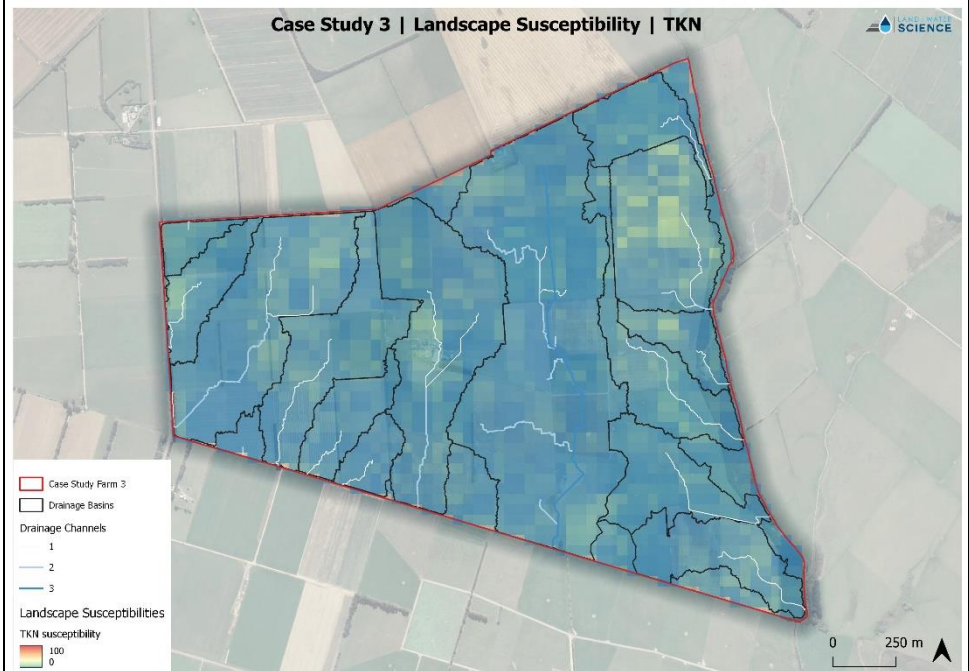 Case Study 3 | Landscape Susceptibility | TKN
LAND WATER
SCIENCE
Case Study Farm 3
Drainage Basins
Drainage Channels
1
2
3
Landscape Susceptibilities
TKN susceptibility
100
0
0 250 m